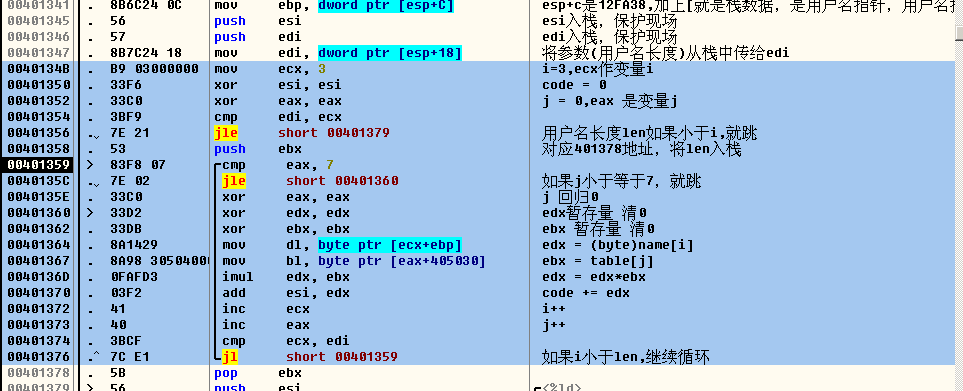 00401341 . 8B6C24 0C mov ebp, dword ptr [esp+C] esp+c是12FA38,加上[就是栈数据, 是用户名指针, 用户名指
00401345 . 56 push esi esi入栈, 保护现场
00401346 . 57 push edi edi入栈, 保护现场
00401347 . 8B7C24 18 mov edi, dword ptr [esp+18] 将参数(用户名长度)从栈中传给edi
0040134B . B9 03000000 mov ecx, 3 i=3,ecx作变量i
00401350 . 33F6 xor esi, esi code = 0
00401352 . 33C0 xor eax, eax j = 0,eax 是变量j
00401354 . 3BF9 cmp edi, ecx
00401356 .⌄ 7E 21 jle short 00401379 用户名长度len如果小于i,就跳
00401358 . 53 push ebx 对应401378地址, 将len入栈
00401359 > 83F8 07 cmp eax, 7
0040135C .⌄ 7E 02 jle short 00401360 如果j小于等于7, 就跳
0040135E . 33C0 xor eax, eax j 回归0
00401360 > 33D2 xor edx, edx edx暂存量 清0
00401362 . 33DB xor ebx, ebx ebx 暂存量 清0
00401364 . 8A1429 mov dl, byte ptr [ecx+ebp] edx = (byte)name[i]
00401367 . 8A98 30504000 mov bl, byte ptr [eax+405030] ebx = table[j]
0040136D . 0FAFD3 imul edx, ebx edx = edx*ebx
00401370 . 03F2 add esi, edx code += edx
00401372 . 41 inc ecx i++
00401373 . 40 inc eax j++
00401374 . 3BCF cmp ecx, edi
00401376 .^ 7C E1 jl short 00401359 如果i小于len,继续循环
00401378 . 5B pop ebx
00401379 > 56 push esi <%ld>